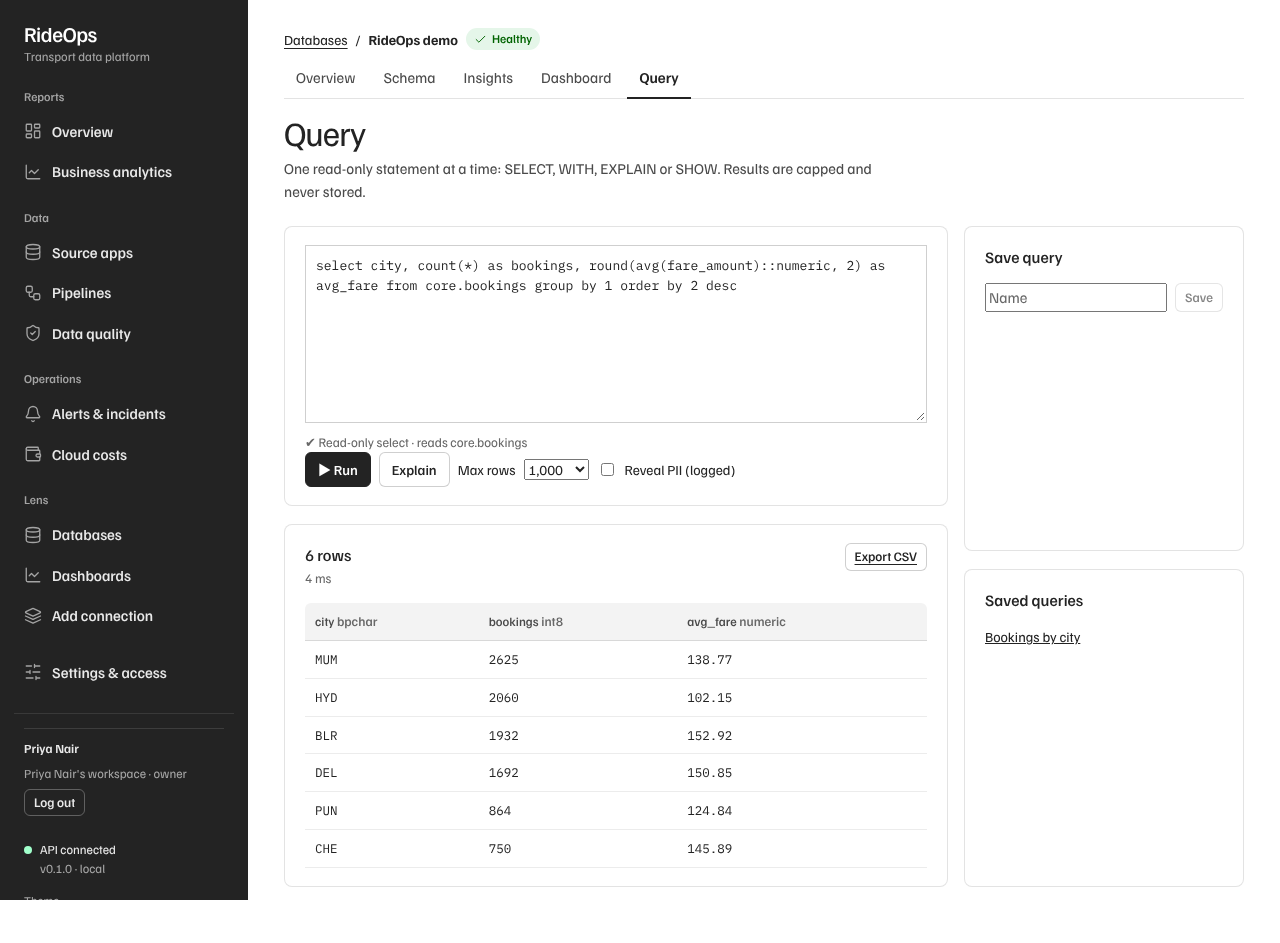 RideOps
Transport data platform
Reports
Overview
Business analytics
Data
Source apps
Pipelines
Data quality
Operations
Alerts & incidents
Cloud costs
Lens
Databases
Dashboards
Add connection
Settings & access
Priya Nair
Priya Nair's workspace · owner
Log out
API connected
v0.1.0 · local
Databases / RideOps demo Healthy
Overview Schema Insights Dashboard Query
Query
One read-only statement at a time: SELECT, WITH, EXPLAIN or SHOW. Results are capped and
never stored.
select city, count(*) as bookings, round(avg(fare_amount)::numeric, 2) as
avg_fare from core.bookings group by 1 order by 2 desc
✔ Read-only select · reads core.bookings
▶ Run Explain Max rows 1,000 Reveal PII (logged)
Save query
Name Save
6 rows
4 ms
Export CSV
city bpchar bookings int8 avg_fare numeric
MUM 2625 138.77
HYD 2060 102.15
BLR 1932 152.92
DEL 1692 150.85
PUN 864 124.84
CHE 750 145.89
Saved queries
Bookings by city